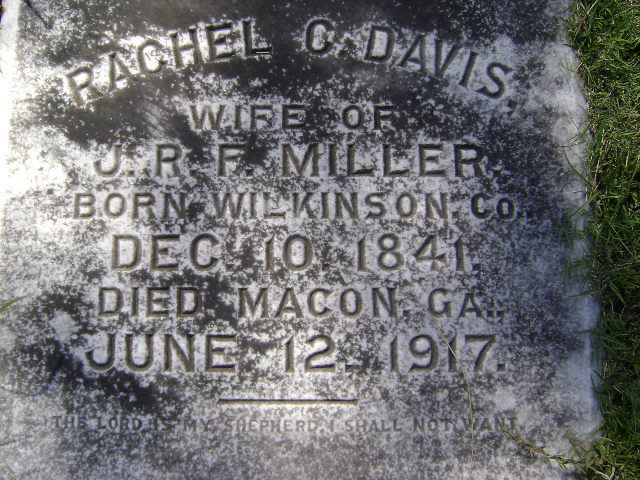 RACHEL C. DAVIS,
WIFE OF
J. R. F. MILLER.
BORN WILKINSON, CO.,
DEC. 10. 1841.
DIED MACON, GA.,
JUNE 12. 1917.
THE LORD IS MY SHEPHERD, I SHALL NOT WANT.